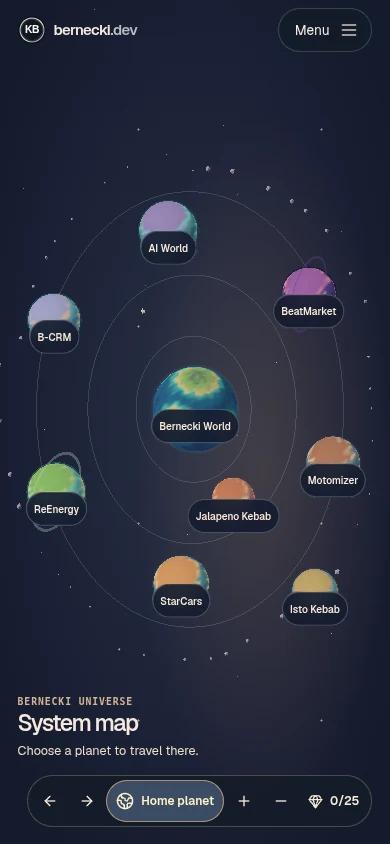 KB bernecki.dev
Menu
AI World
BeatMarket
B-CRM
Bernecki World
Motomizer
ReEnergy
Jalapeno Kebab
StarCars
Isto Kebab
BERNECKI UNIVERSE
System map
Choose a planet to travel there.
Home planet
0/25